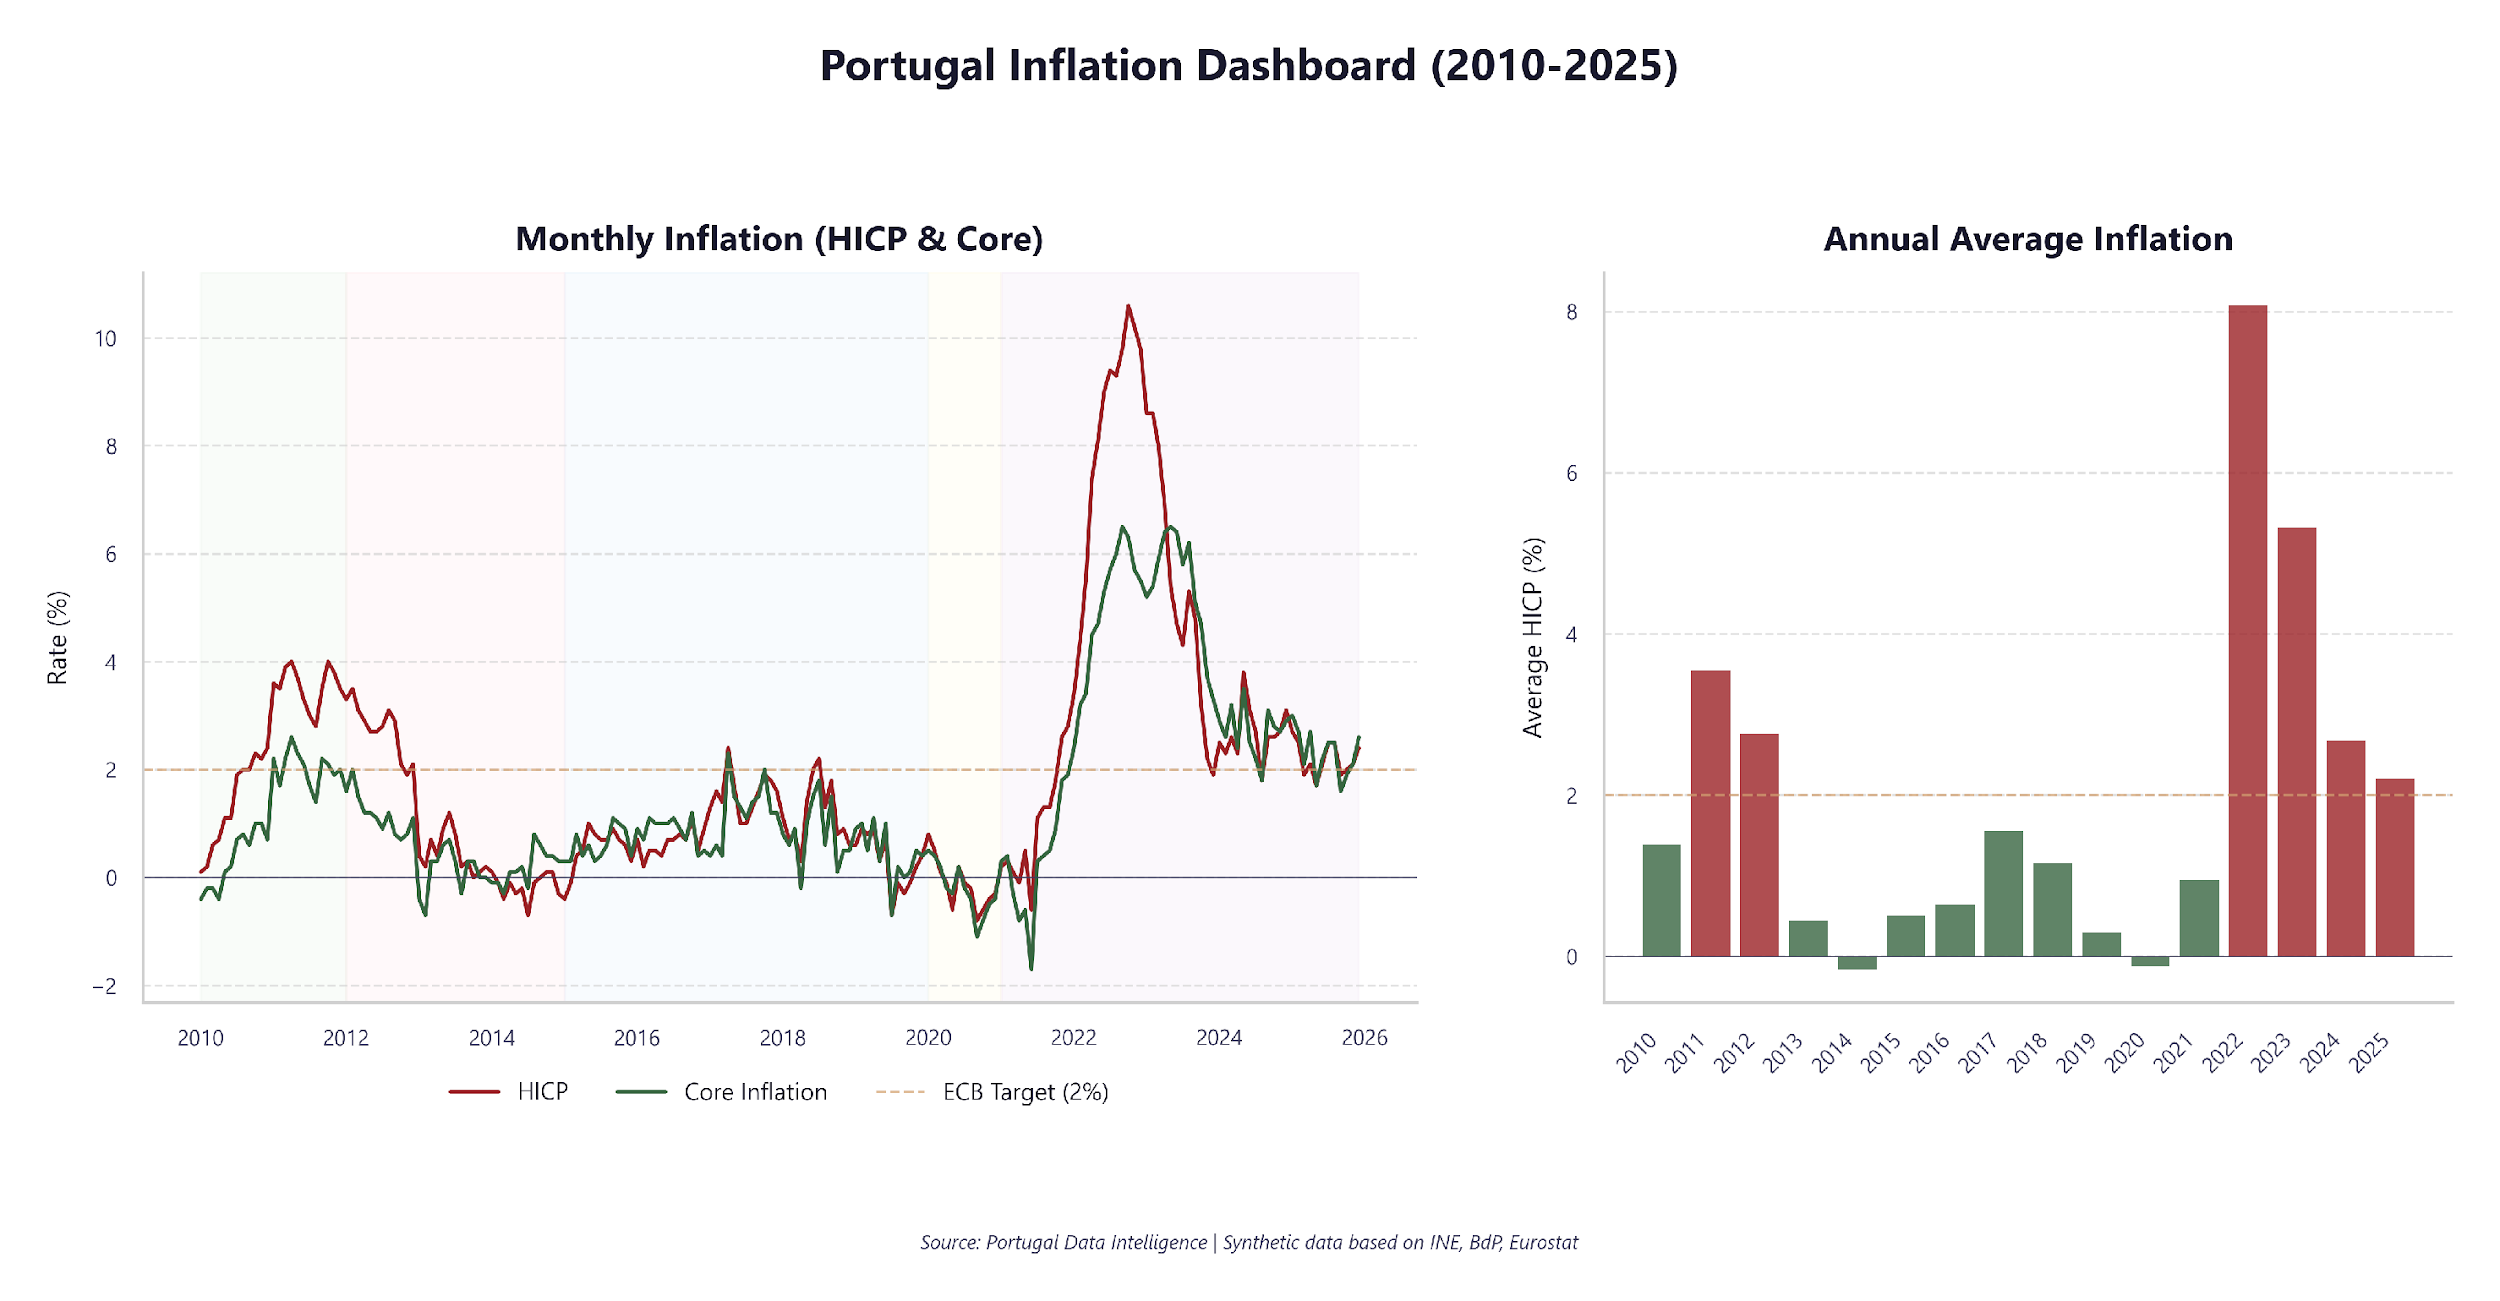 Portugal Inflation Dashboard (2010-2025)
Monthly Inflation (HICP & Core)
Rate (%)
10
8
6
4
2
0
−2
2010 2012 2014 2016 2018 2020 2022 2024 2026
HICP Core Inflation ECB Target (2%)
Annual Average Inflation
Average HICP (%)
8
6
4
2
0
2010 2011 2012 2013 2014 2015 2016 2017 2018 2019 2020 2021 2022 2023 2024 2025
Source: Portugal Data Intelligence | Synthetic data based on INE, BdP, Eurostat